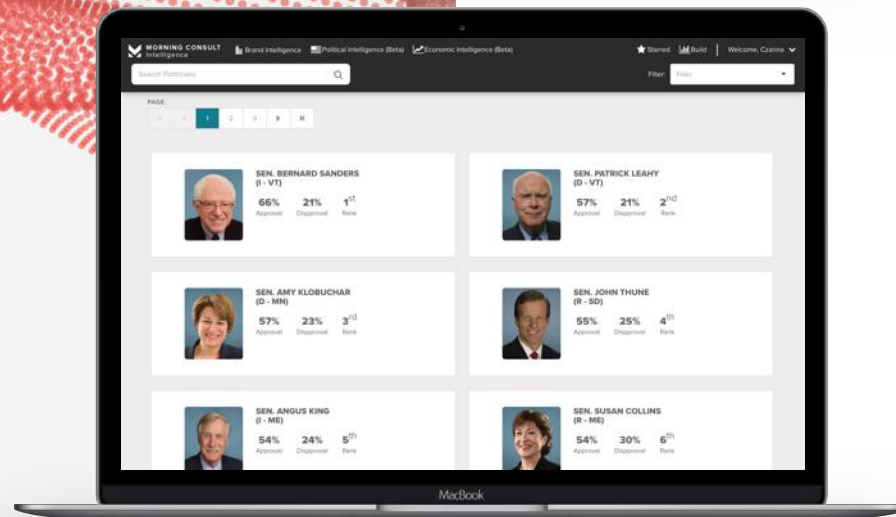 MORNING CONSULT
Intelligence
Brand Intelligence Political Intelligence (Beta) Economic Intelligence (Beta) Starred Build Welcome, Czarina
Search Politicians Filter: Filter
PAGE:
1 2 3
SEN. BERNARD SANDERS
(I - VT)
66% 21% 1st
Approval Disapproval Rank
SEN. PATRICK LEAHY
(D - VT)
57% 21% 2nd
Approval Disapproval Rank
SEN. AMY KLOBUCHAR
(D - MN)
57% 23% 3rd
Approval Disapproval Rank
SEN. JOHN THUNE
(R - SD)
55% 25% 4th
Approval Disapproval Rank
SEN. ANGUS KING
(I - ME)
54% 24% 5th
Approval Disapproval Rank
SEN. SUSAN COLLINS
(R - ME)
54% 30% 6th
Approval Disapproval Rank
MacBook